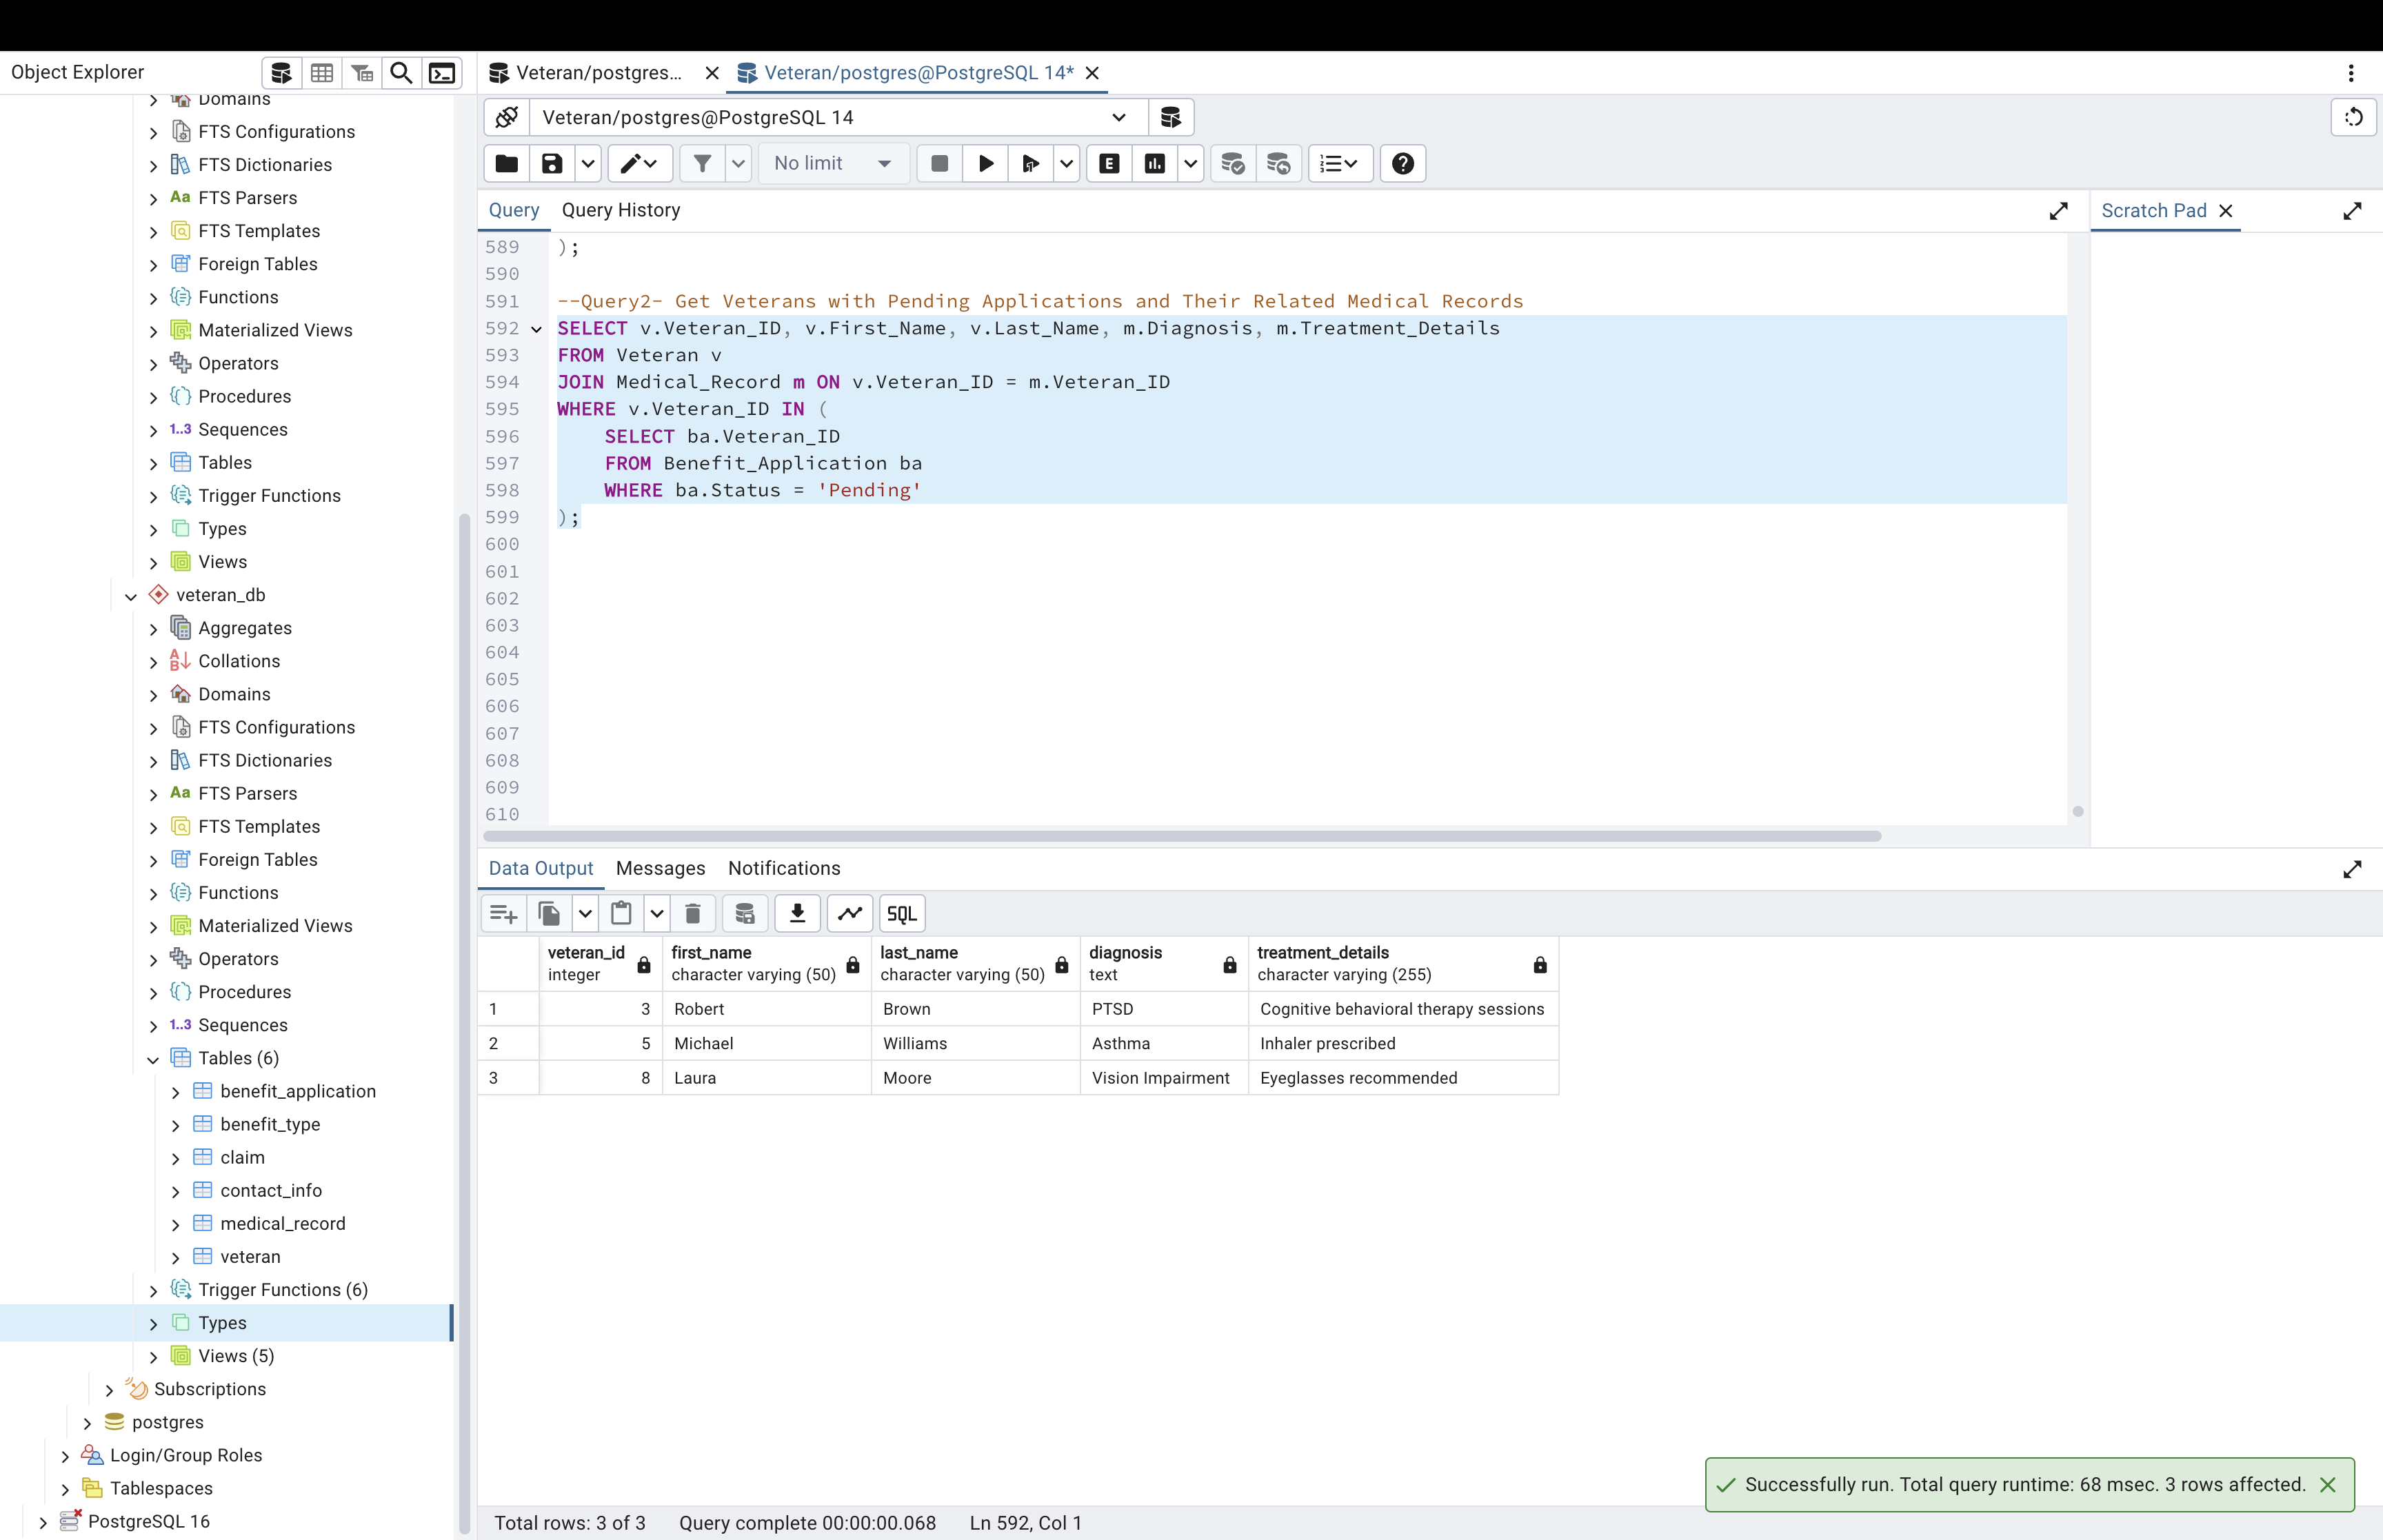 Object Explorer
Domains
FTS Configurations
FTS Dictionaries
Aa FTS Parsers
FTS Templates
Foreign Tables
Functions
Materialized Views
Operators
Procedures
1..3 Sequences
Tables
Trigger Functions
Types
Views
veteran_db
Aggregates
Collations
Domains
FTS Configurations
FTS Dictionaries
Aa FTS Parsers
FTS Templates
Foreign Tables
Functions
Materialized Views
Operators
Procedures
1..3 Sequences
Tables (6)
benefit_application
benefit_type
claim
contact_info
medical_record
veteran
Trigger Functions (6)
Types
Views (5)
Subscriptions
postgres
Login/Group Roles
Tablespaces
PostgreSQL 16
Veteran/postgres... Veteran/postgres@PostgreSQL 14*
Veteran/postgres@PostgreSQL 14
No limit E
Query Query History
Scratch Pad
589 );
590
591 --Query2- Get Veterans with Pending Applications and Their Related Medical Records
592 SELECT v.Veteran_ID, v.First_Name, v.Last_Name, m.Diagnosis, m.Treatment_Details
593 FROM Veteran v
594 JOIN Medical_Record m ON v.Veteran_ID = m.Veteran_ID
595 WHERE v.Veteran_ID IN (
596 SELECT ba.Veteran_ID
597 FROM Benefit_Application ba
598 WHERE ba.Status = 'Pending'
599 );
600
601
602
603
604
605
606
607
608
609
610
Data Output Messages Notifications
SQL
veteran_id first_name last_name diagnosis treatment_details
integer character varying (50) character varying (50) text character varying (255)
1 3 Robert Brown PTSD Cognitive behavioral therapy sessions
2 5 Michael Williams Asthma Inhaler prescribed
3 8 Laura Moore Vision Impairment Eyeglasses recommended
Successfully run. Total query runtime: 68 msec. 3 rows affected.
Total rows: 3 of 3 Query complete 00:00:00.068 Ln 592, Col 1